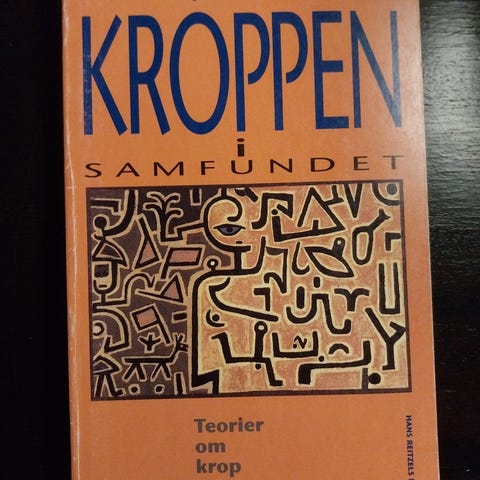 KROPPEN
i
SAMFUNDET
Teorier
om
krop
HANS REITZELS